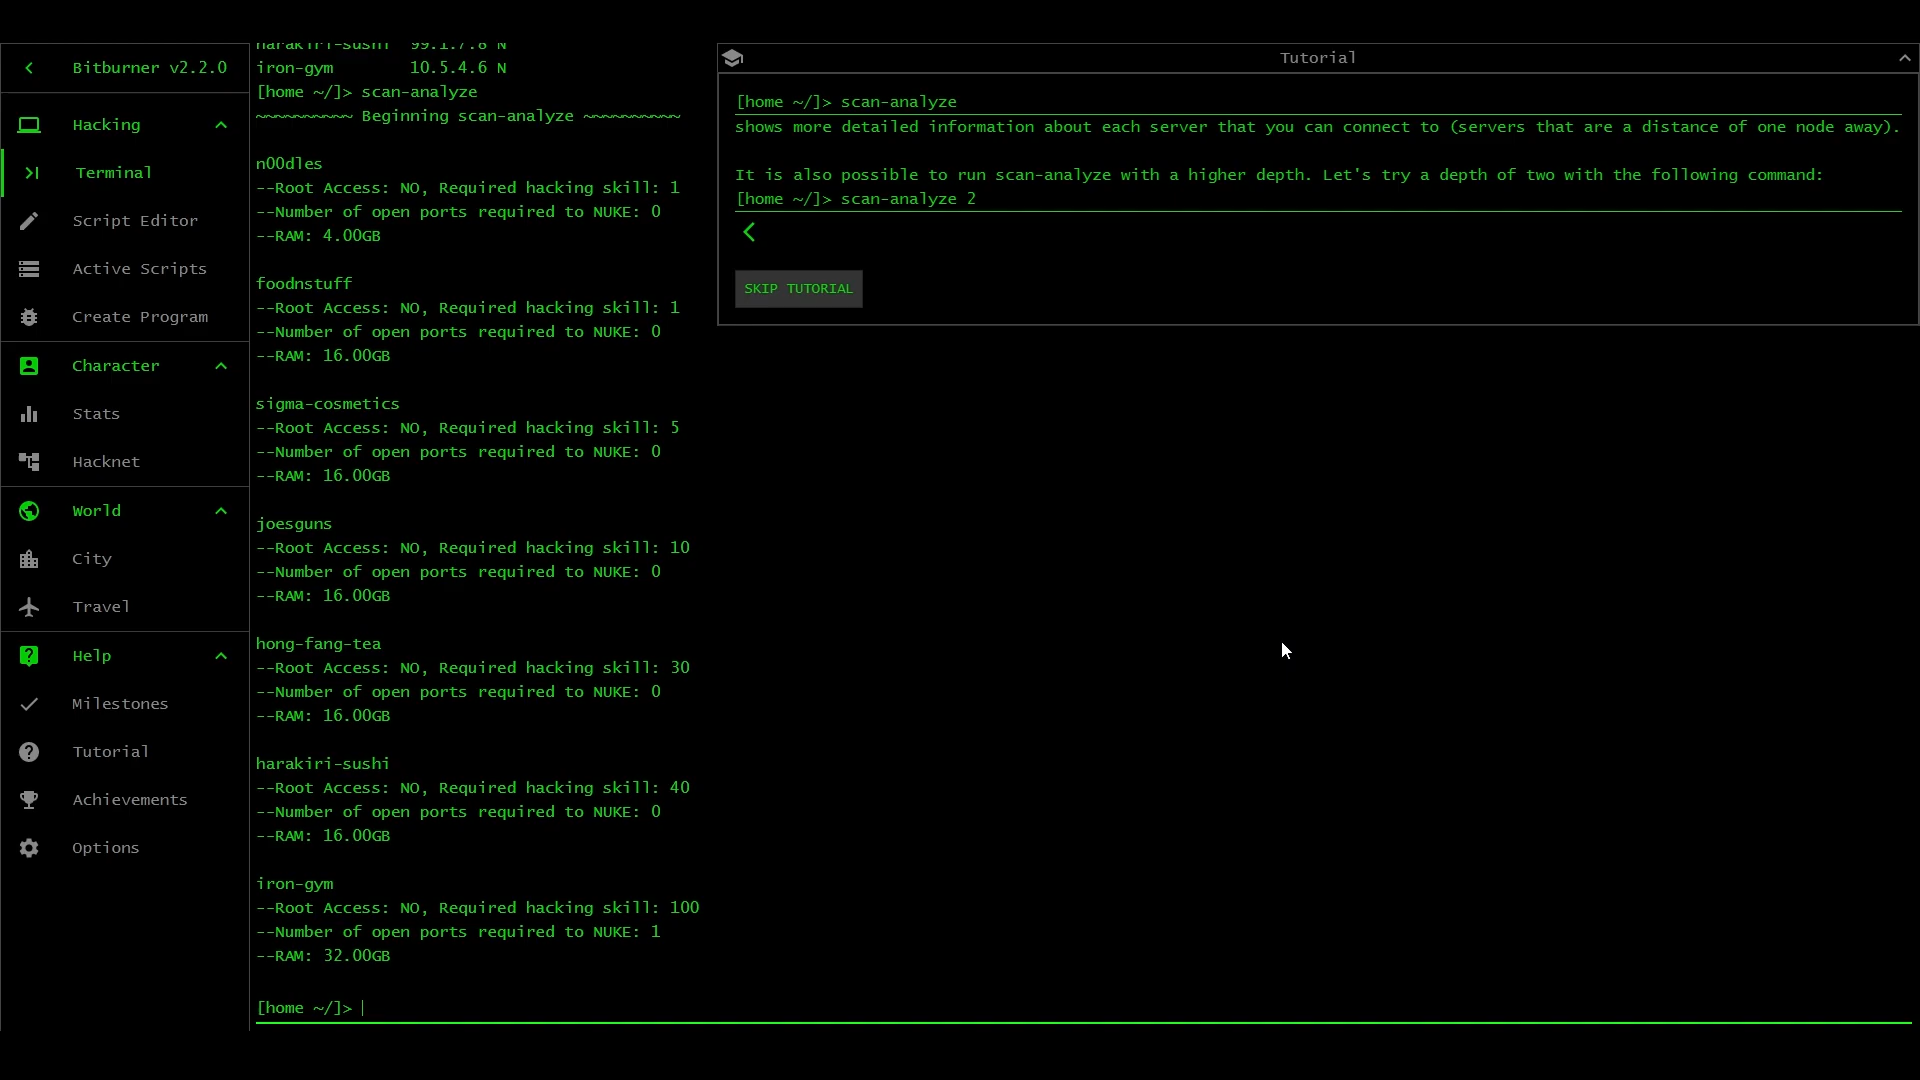 Bitburner v2.2.0
Hacking
Terminal
Script Editor
Active Scripts
Create Program
Character
Stats
Hacknet
World
City
Travel
Help
Milestones
Tutorial
Achievements
Options
harakiri-sushi 99.1.7.8 N
iron-gym 10.5.4.6 N
[home ~/]> scan-analyze
~~~~~~~~~~ Beginning scan-analyze ~~~~~~~~~~
n00dles
--Root Access: NO, Required hacking skill: 1
--Number of open ports required to NUKE: 0
--RAM: 4.00GB
foodnstuff
--Root Access: NO, Required hacking skill: 1
--Number of open ports required to NUKE: 0
--RAM: 16.00GB
sigma-cosmetics
--Root Access: NO, Required hacking skill: 5
--Number of open ports required to NUKE: 0
--RAM: 16.00GB
joesguns
--Root Access: NO, Required hacking skill: 10
--Number of open ports required to NUKE: 0
--RAM: 16.00GB
hong-fang-tea
--Root Access: NO, Required hacking skill: 30
--Number of open ports required to NUKE: 0
--RAM: 16.00GB
harakiri-sushi
--Root Access: NO, Required hacking skill: 40
--Number of open ports required to NUKE: 0
--RAM: 16.00GB
iron-gym
--Root Access: NO, Required hacking skill: 100
--Number of open ports required to NUKE: 1
--RAM: 32.00GB
[home ~/]>
Tutorial
[home ~/]> scan-analyze
shows more detailed information about each server that you can connect to (servers that are a distance of one node away).
It is also possible to run scan-analyze with a higher depth. Let's try a depth of two with the following command:
[home ~/]> scan-analyze 2
SKIP TUTORIAL